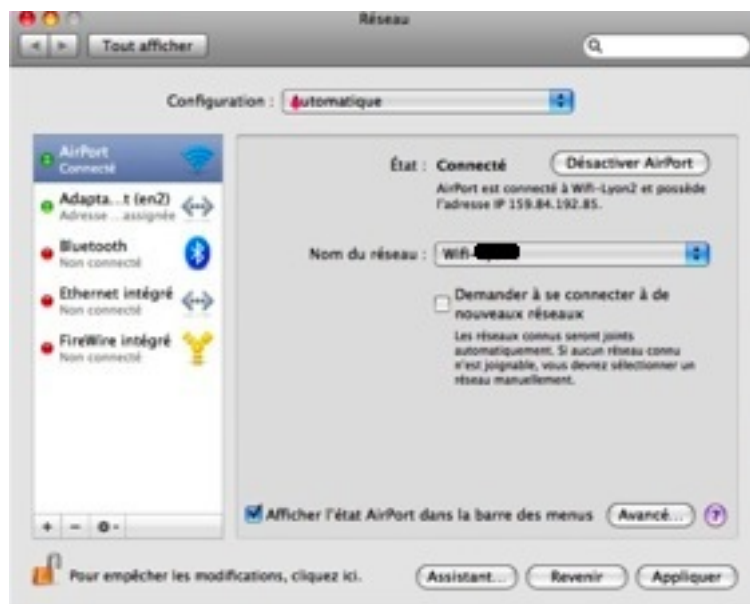 Réseau
Tout afficher
Configuration : Automatique
AirPort
Connecté
Adapta...t (en2)
Adresse ... assignée
Bluetooth
Non connecté
Ethernet intégré
Non connecté
FireWire intégré
Non connecté
État : Connecté
Désactiver AirPort
AirPort est connecté à Wifi-Lyon2 et possède
l'adresse IP 159.84.192.85.
Nom du réseau : Wifi-
Demander à se connecter à de
nouveaux réseaux
Les réseaux connus seront joints
automatiquement. Si aucun réseau connu
n'est joignable, vous devrez sélectionner un
réseau manuellement.
Afficher l'état AirPort dans la barre des menus
Avancé...
?
Pour empêcher les modifications, cliquez ici.
Assistant...
Revenir
Appliquer